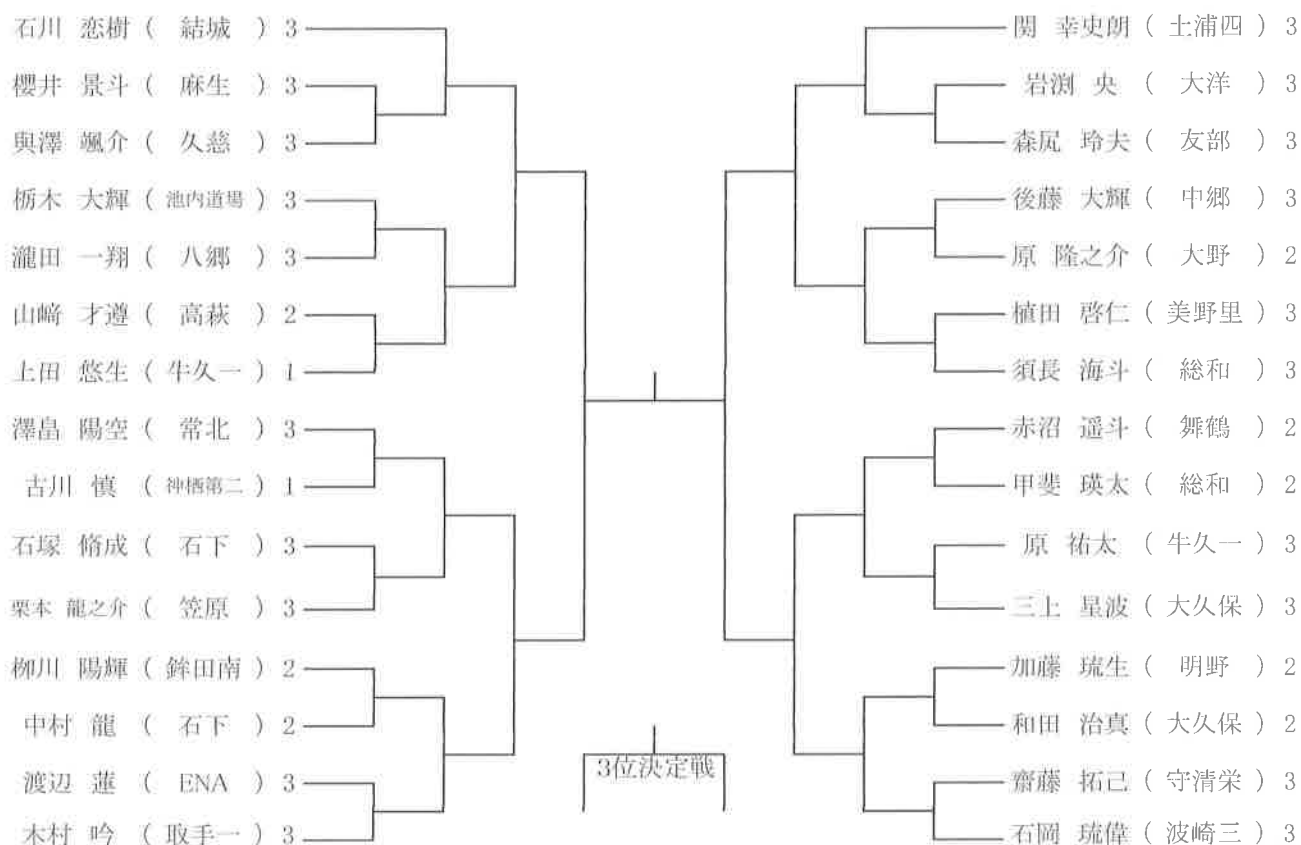 石川 恋樹 ( 結城 ) 3
櫻井 景斗 ( 麻生 ) 3
與澤 颯介 ( 久慈 ) 3
栃木 大輝 ( 池内道場 ) 3
瀧田 一翔 ( 八郷 ) 3
山﨑 才遵 ( 高萩 ) 2
上田 悠生 ( 牛久一 ) 1
澤畠 陽空 ( 常北 ) 3
古川 慎 ( 神栖第二 ) 1
石塚 脩成 ( 石下 ) 3
栗本 龍之介 ( 笠原 ) 3
柳川 陽輝 ( 鉾田南 ) 2
中村 龍 ( 石下 ) 2
渡辺 蓮 ( ENA ) 3
木村 吟 ( 取手一 ) 3
関 幸史朗 ( 土浦四 ) 3
岩渕 央 ( 大洋 ) 3
森尻 玲夫 ( 友部 ) 3
後藤 大輝 ( 中郷 ) 3
原 隆之介 ( 大野 ) 2
植田 啓仁 ( 美野里 ) 3
須長 海斗 ( 総和 ) 3
赤沼 遥斗 ( 舞鶴 ) 2
甲斐 瑛太 ( 総和 ) 2
原 祐太 ( 牛久一 ) 3
三上 星波 ( 大久保 ) 3
加藤 琉生 ( 明野 ) 2
和田 治真 ( 大久保 ) 2
齋藤 拓己 ( 守清栄 ) 3
石岡 琉偉 ( 波崎三 ) 3
3位決定戦